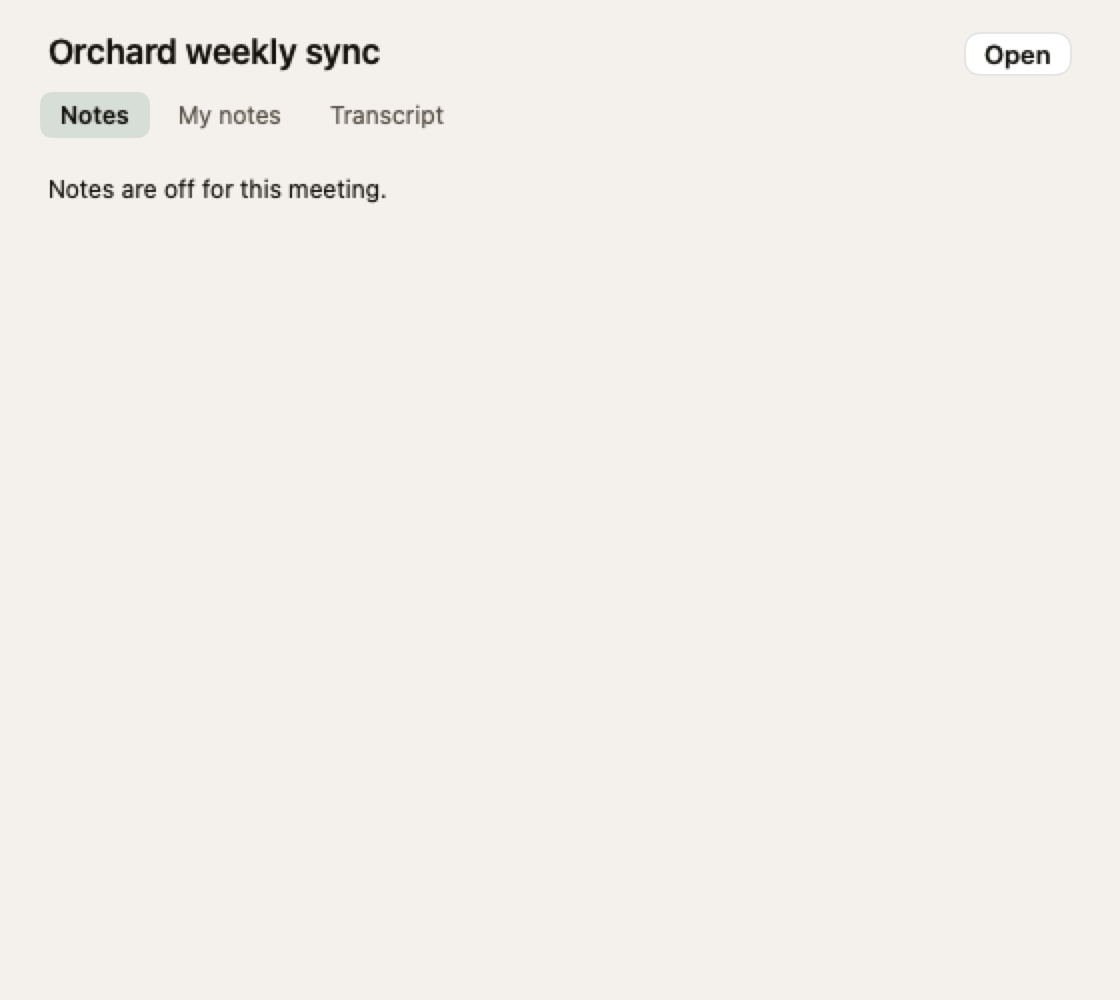 Orchard weekly sync
Open
Notes
My notes
Transcript
Notes are off for this meeting.